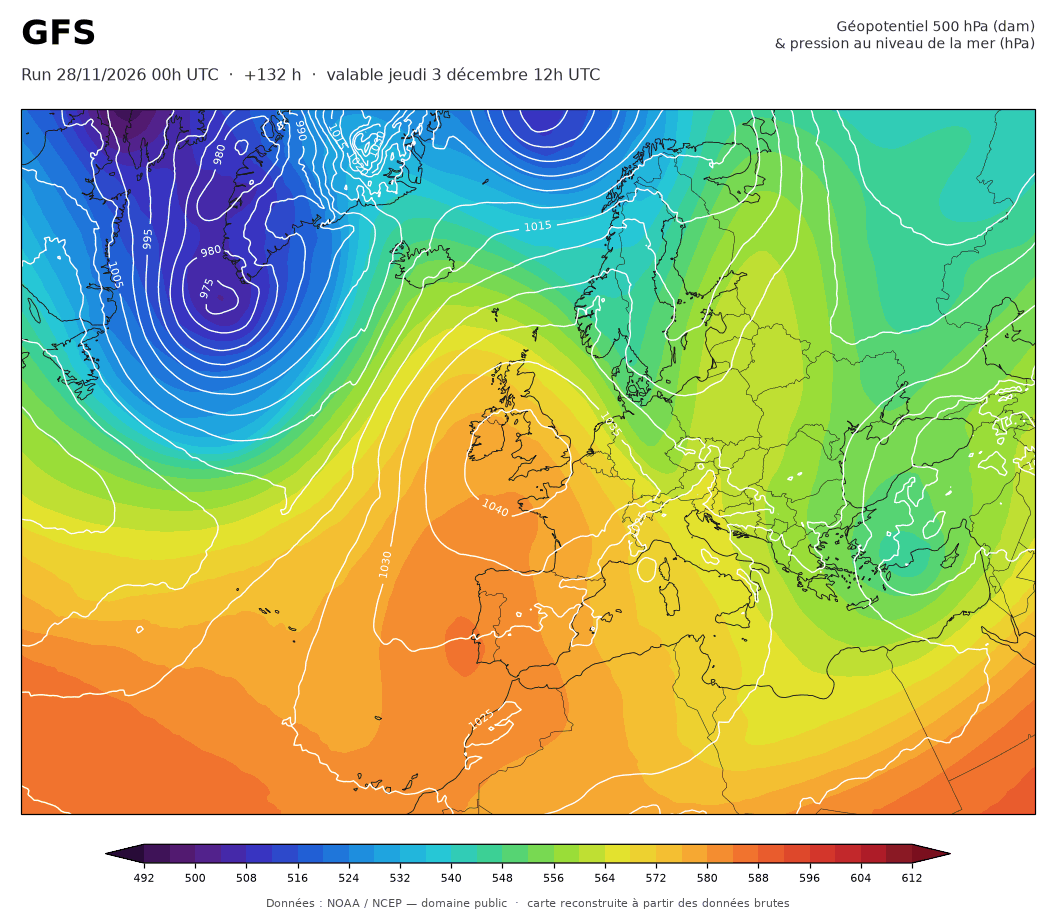 GFS
Géopotentiel 500 hPa (dam)
& pression au niveau de la mer (hPa)
Run 28/11/2026 00h UTC · +132 h · valable jeudi 3 décembre 12h UTC
990
1015
980
1015
995
980
1005
975
1040
1030
1025
492 500 508 516 524 532 540 548 556 564 572 580 588 596 604 612
Données : NOAA / NCEP — domaine public · carte reconstruite à partir des données brutes